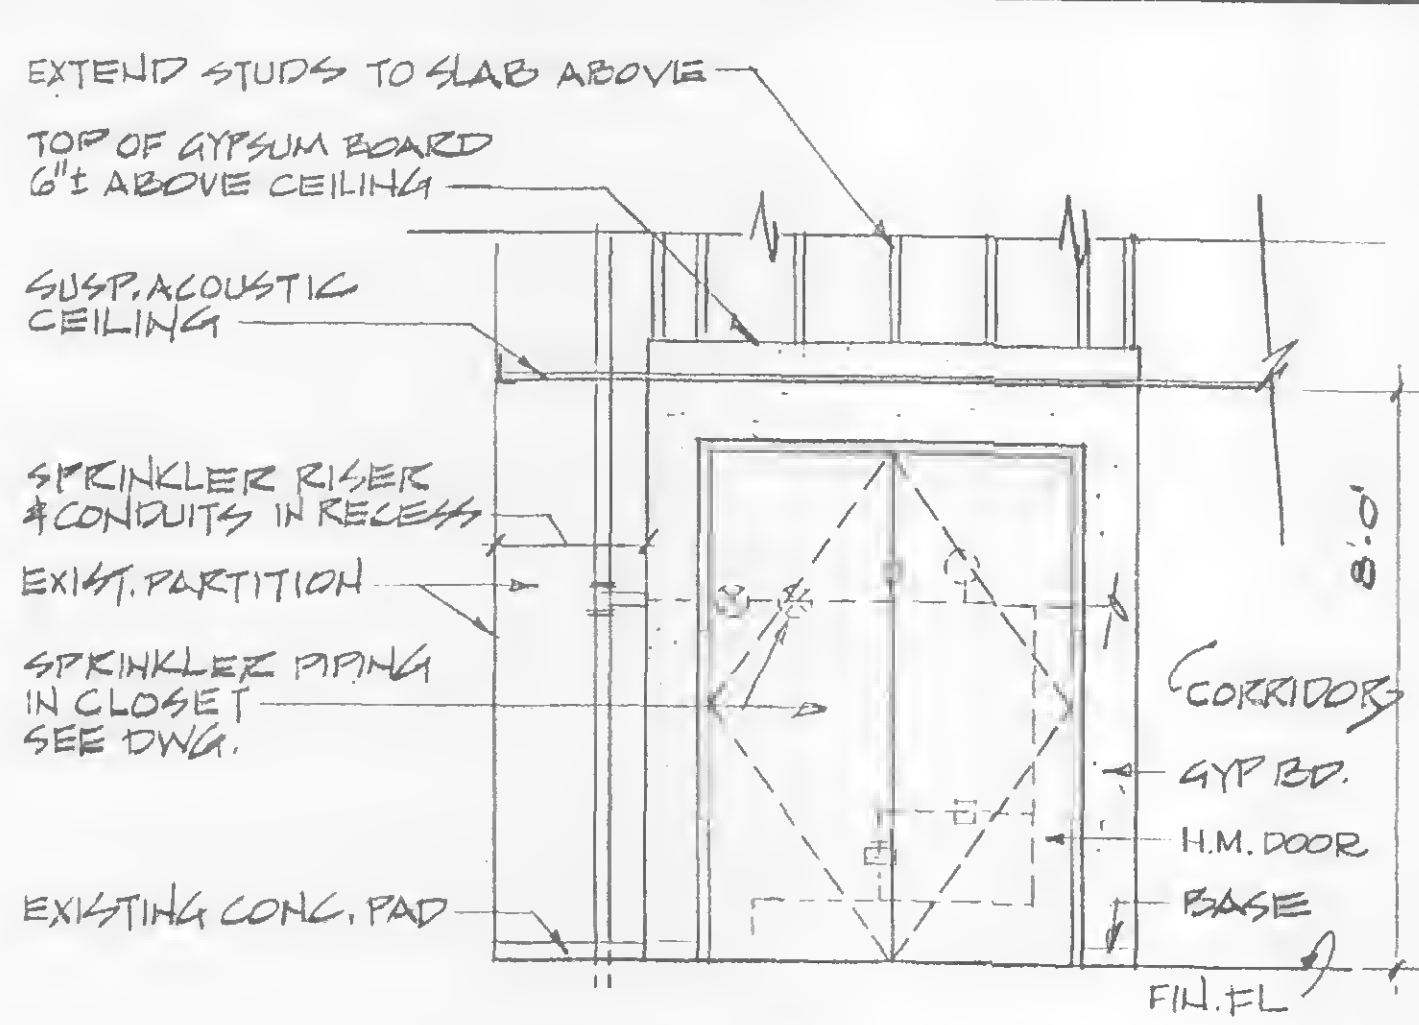 EXTEND STUDS TO SLAB ABOVE
TOP OF GYPSUM BOARD
6"± ABOVE CEILING
SUSP. ACOUSTIC
CEILING
SPRINKLER RISER
& CONDUITS IN RECESS
EXIST. PARTITION
SPRINKLER PIPING
IN CLOSET
SEE DWG.
EXISTING CONC. PAD
8'.0"
CORRIDOR
GYP BD.
H.M. DOOR
BASE
FIN. FL